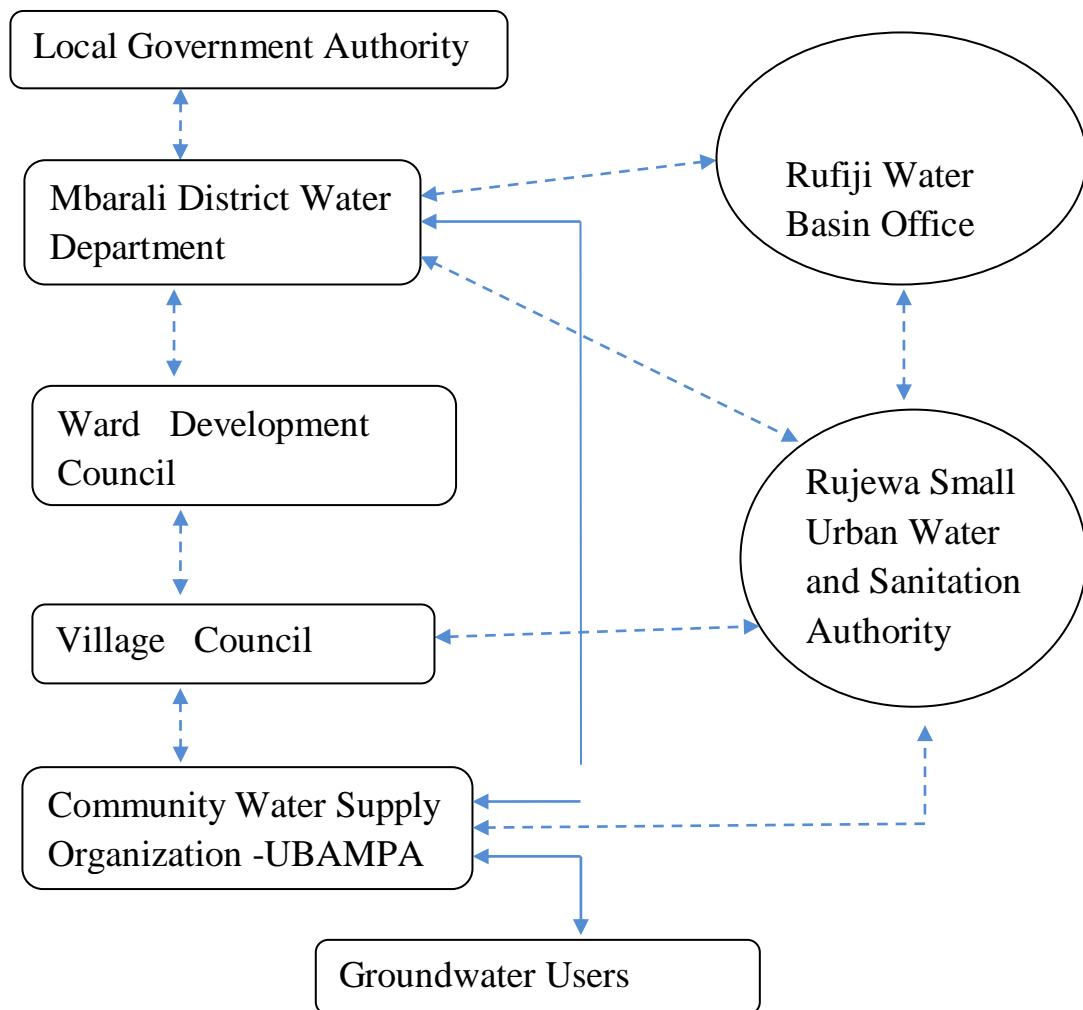 Local Government Authority
Mbarali District Water
Department
Rufiji Water
Basin Office
Ward Development
Council
Rujewa Small
Urban Water
and Sanitation
Authority
Village Council
Community Water Supply
Organization -UBAMPA
Groundwater Users